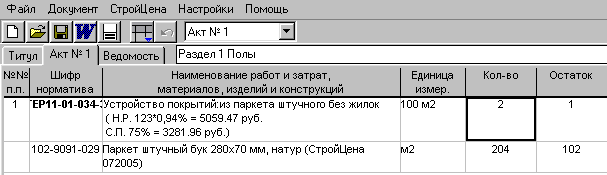 Файл Документ СтройЦена Настройки Помощь
W Акт № 1
Титул Акт № 1 Ведомость Раздел 1 Полы
№№ п.п. Шифр норматива Наименование работ и затрат, материалов, изделий и конструкций Единица измер. Кол-во Остаток
1 ТЕР11-01-034- Устройство покрытий:из паркета штучного без жилок 100 м2 2 1
( Н.Р. 123*0,94% = 5059.47 руб.
С.П. 75% = 3281.96 руб.)
102-9091-029 Паркет штучный бук 280x70 мм, натур (СтройЦена м2 204 102
072005)